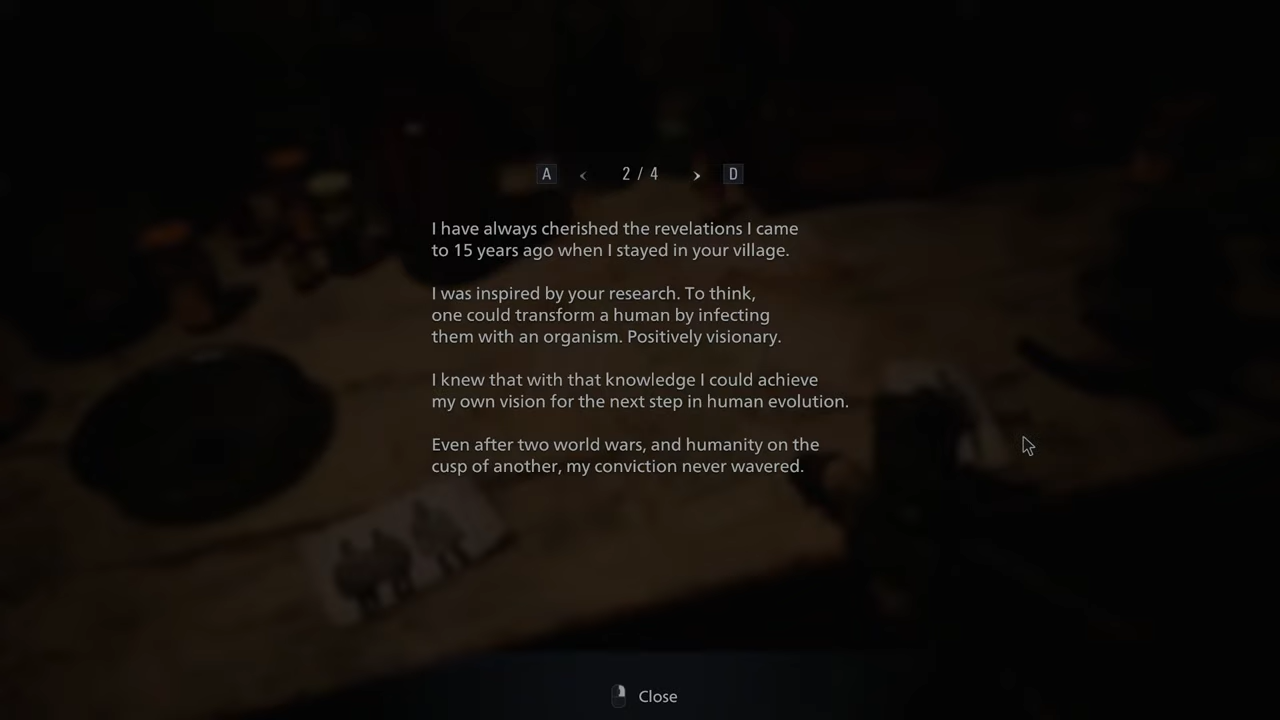 A < 2 / 4 > D
I have always cherished the revelations I came
to 15 years ago when I stayed in your village.
I was inspired by your research. To think,
one could transform a human by infecting
them with an organism. Positively visionary.
I knew that with that knowledge I could achieve
my own vision for the next step in human evolution.
Even after two world wars, and humanity on the
cusp of another, my conviction never wavered.
Close